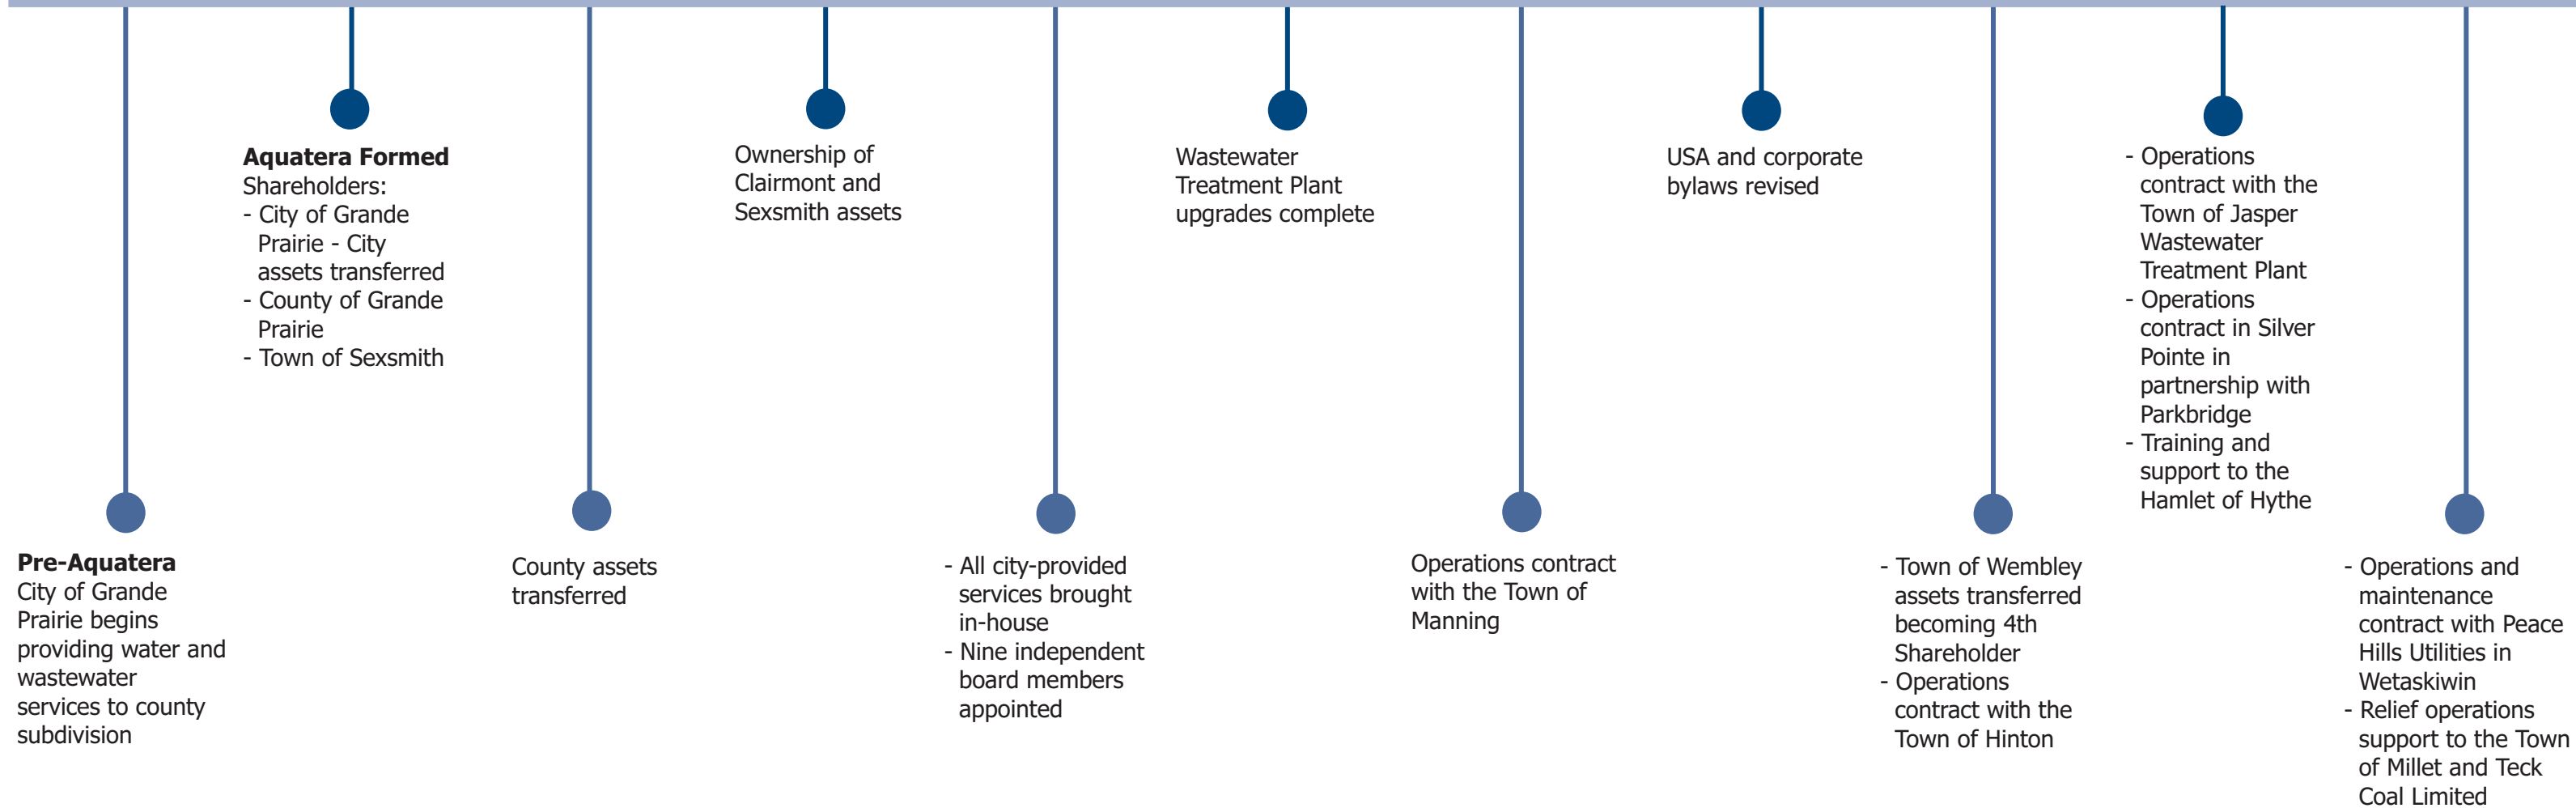 Pre-Aquatera
City of Grande
Prairie begins
providing water and
wastewater
services to county
subdivision
Aquatera Formed
Shareholders:
- City of Grande
Prairie - City
assets transferred
- County of Grande
Prairie
- Town of Sexsmith
County assets
transferred
Ownership of
Clairmont and
Sexsmith assets
- All city-provided
services brought
in-house
- Nine independent
board members
appointed
Wastewater
Treatment Plant
upgrades complete
Operations contract
with the Town of
Manning
USA and corporate
bylaws revised
- Town of Wembley
assets transferred
becoming 4th
Shareholder
- Operations
contract with the
Town of Hinton
- Operations
contract with the
Town of Jasper
Wastewater
Treatment Plant
- Operations
contract in Silver
Pointe in
partnership with
Parkbridge
- Training and
support to the
Hamlet of Hythe
- Operations and
maintenance
contract with Peace
Hills Utilities in
Wetaskiwin
- Relief operations
support to the Town
of Millet and Teck
Coal Limited